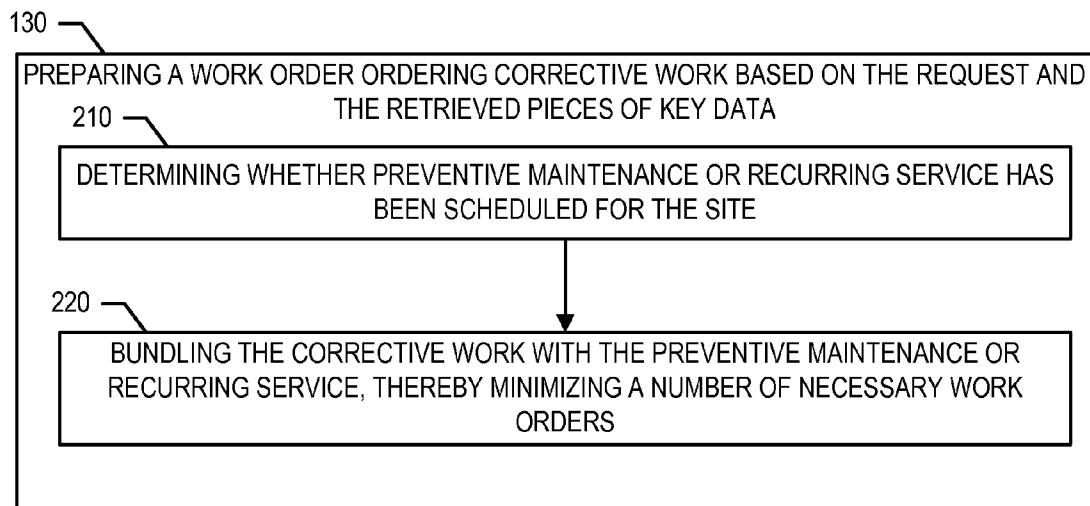 130
PREPARING A WORK ORDER ORDERING CORRECTIVE WORK BASED ON THE REQUEST AND
THE RETRIEVED PIECES OF KEY DATA
210
DETERMINING WHETHER PREVENTIVE MAINTENANCE OR RECURRING SERVICE HAS
BEEN SCHEDULED FOR THE SITE
220
BUNDLING THE CORRECTIVE WORK WITH THE PREVENTIVE MAINTENANCE OR
RECURRING SERVICE, THEREBY MINIMIZING A NUMBER OF NECESSARY WORK
ORDERS